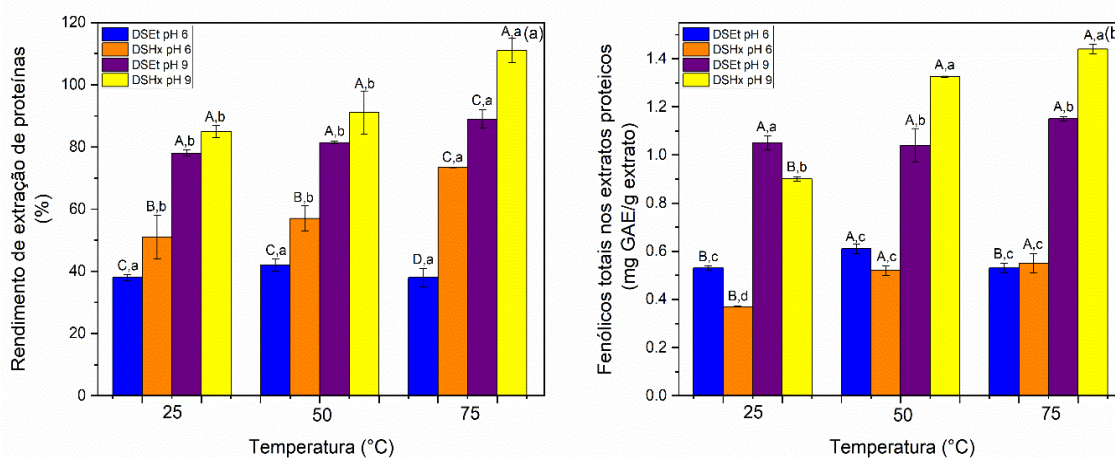 Rendimento de extração de proteínas
(%)
120
100
80
60
40
20
0
DSEt pH 6
DSHx pH 6
DSEt pH 9
DSHx pH 9
(a)
C,a
B,b
A,b
A,b
C,a
B,b
A,b
A,b
D,a
C,a
C,a
A,a
25
50
75
Temperatura (°C)
Fenólicos totais nos extratos proteicos
(mg GAE/g extrato)
1.4
1.2
1.0
0.8
0.6
0.4
0.2
0.0
DSEt pH 6
DSHx pH 6
DSEt pH 9
DSHx pH 9
(b
B,c
B,d
A,a
B,b
A,c
A,c
A,b
A,a
B,c
A,c
A,b
A,a
25
50
75
Temperatura (°C)